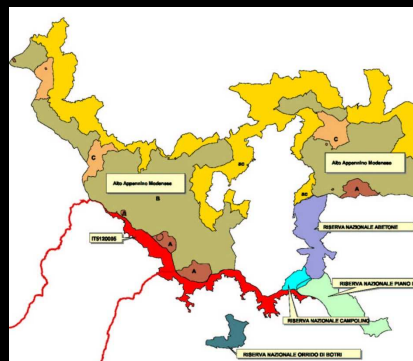 C
Alto Appennino Modenese
Alto Appennino Modenese
C
B
A
RISERVA NAZIONALE ABETONE
IT5120005
A
A
RISERVA NAZIONALE PIANO
RISERVA NAZIONALE CAMPOLINO
RISERVA NAZIONALE ORRIDO DI BOTRI